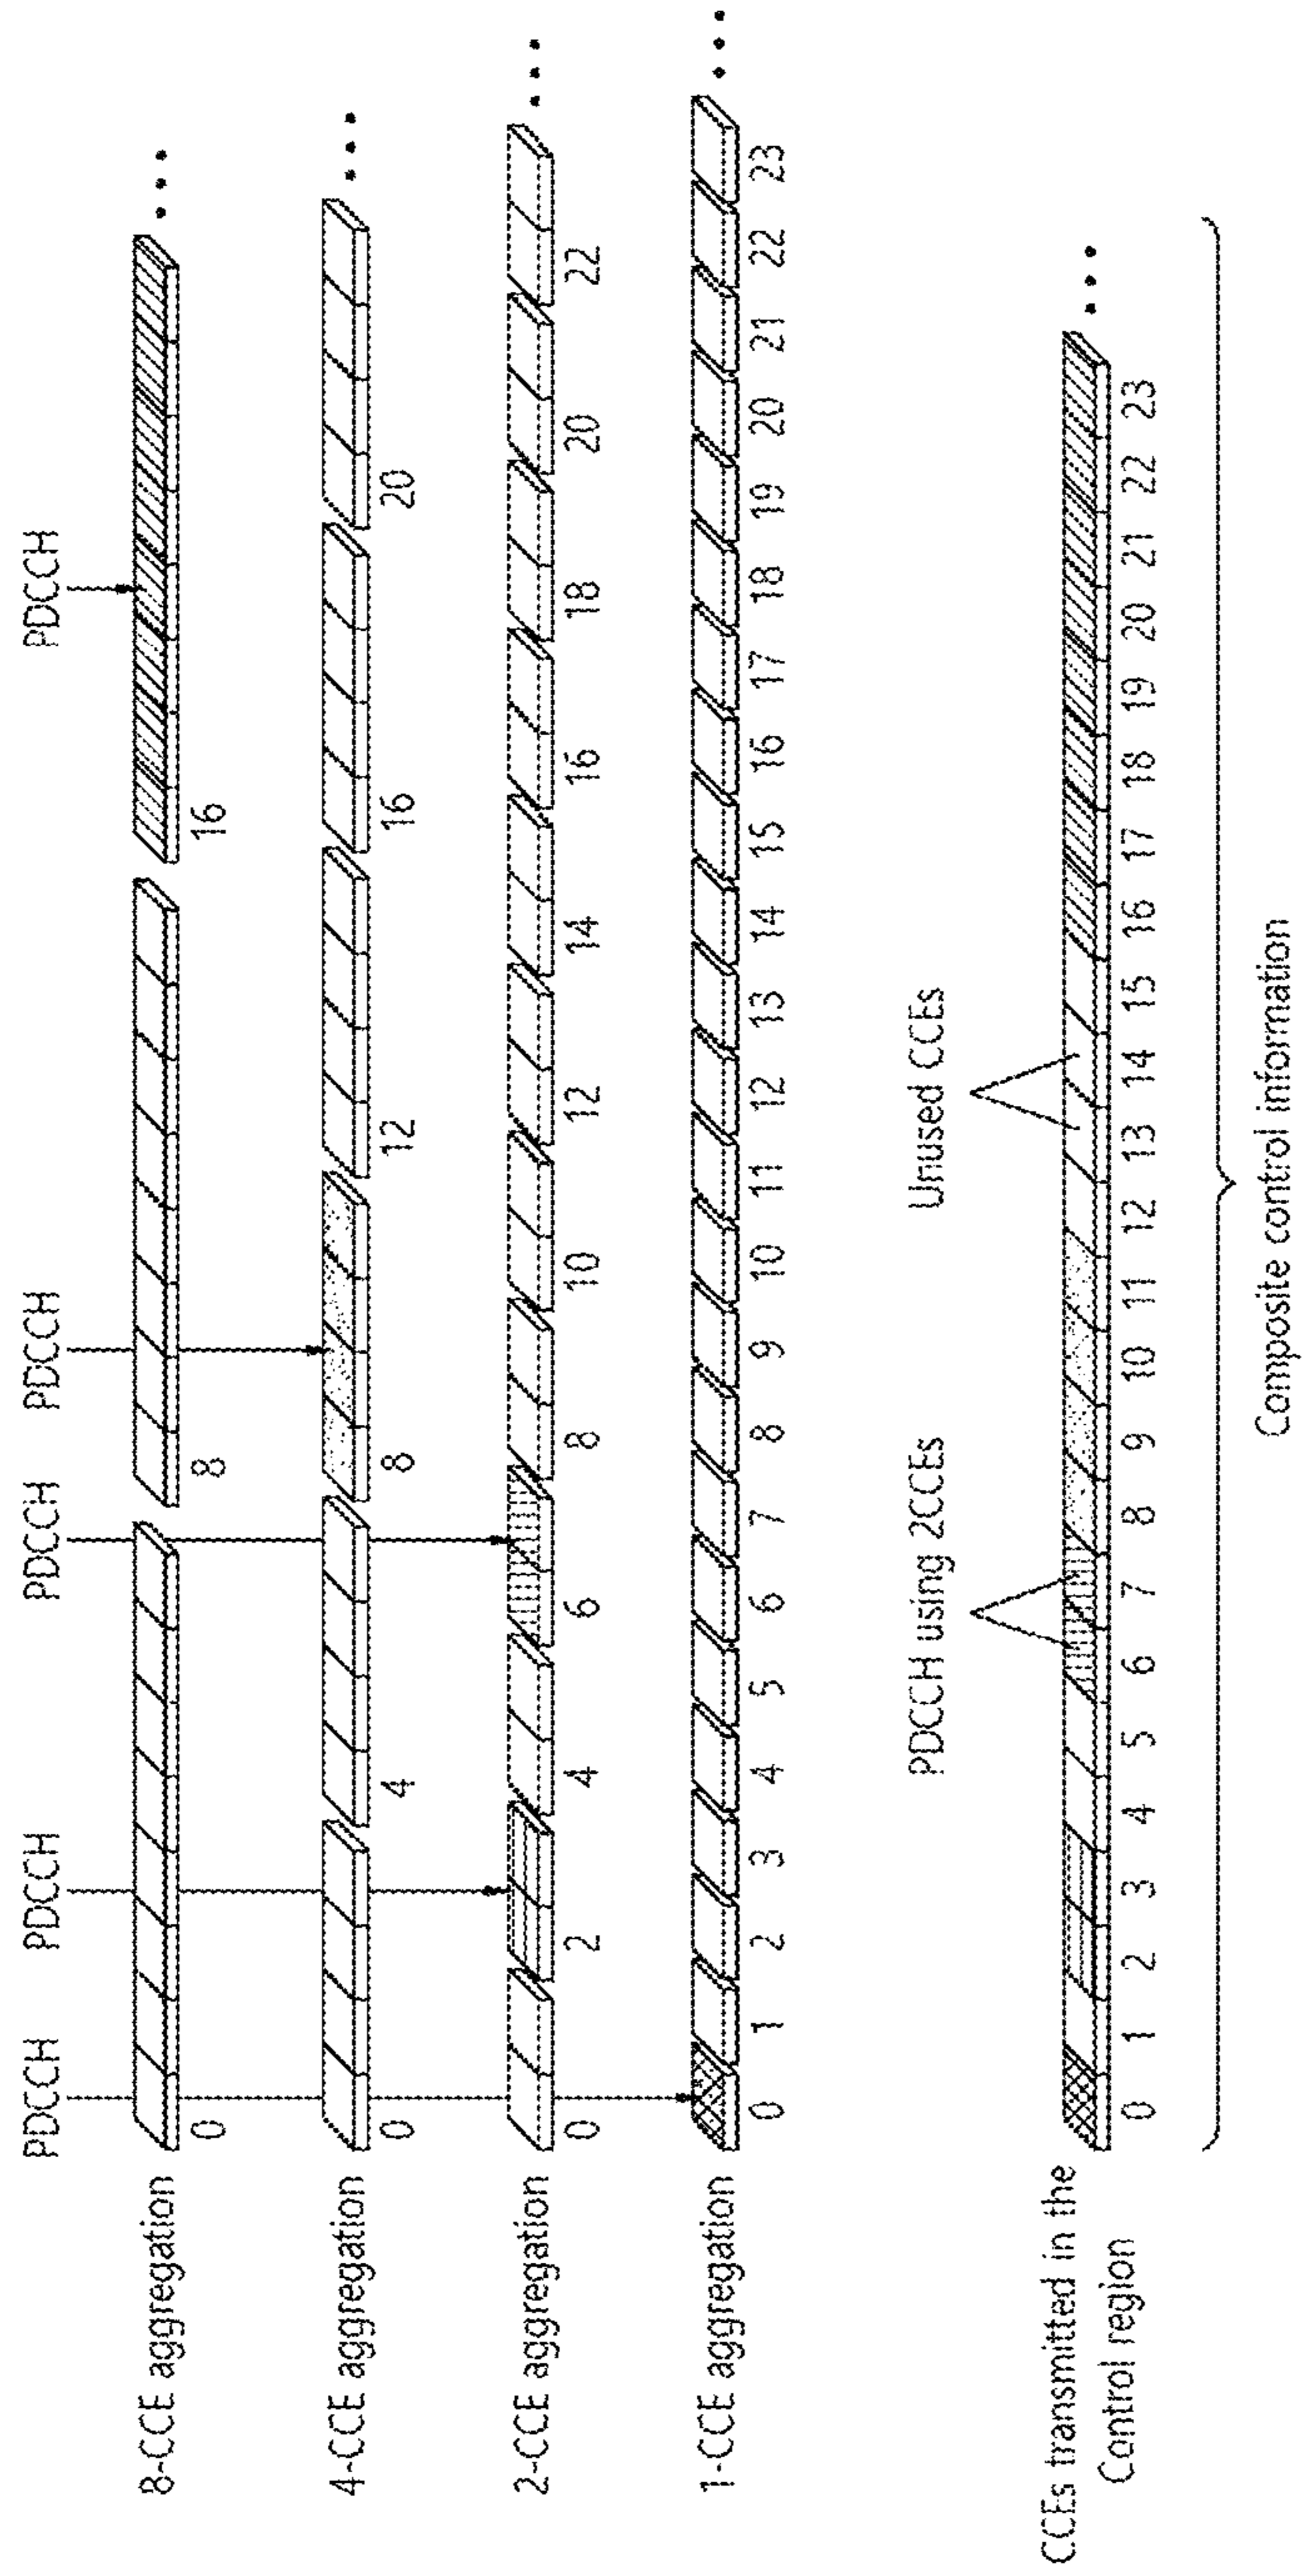 PDCCH PDCCH PDCCH PDCCH PDCCH
8-CCE aggregation
0 8 16
4-CCE aggregation
0 4 8 12 16 20
2-CCE aggregation
0 2 4 6 8 10 12 14 16 18 20 22
1-CCE aggregation
0 1 2 3 4 5 6 7 8 9 10 11 12 13 14 15 16 17 18 19 20 21 22 23
PDCCH using 2CCEs Unused CCEs
CCEs transmitted in the
Control region
0 1 2 3 4 5 6 7 8 9 10 11 12 13 14 15 16 17 18 19 20 21 22 23
Composite control information